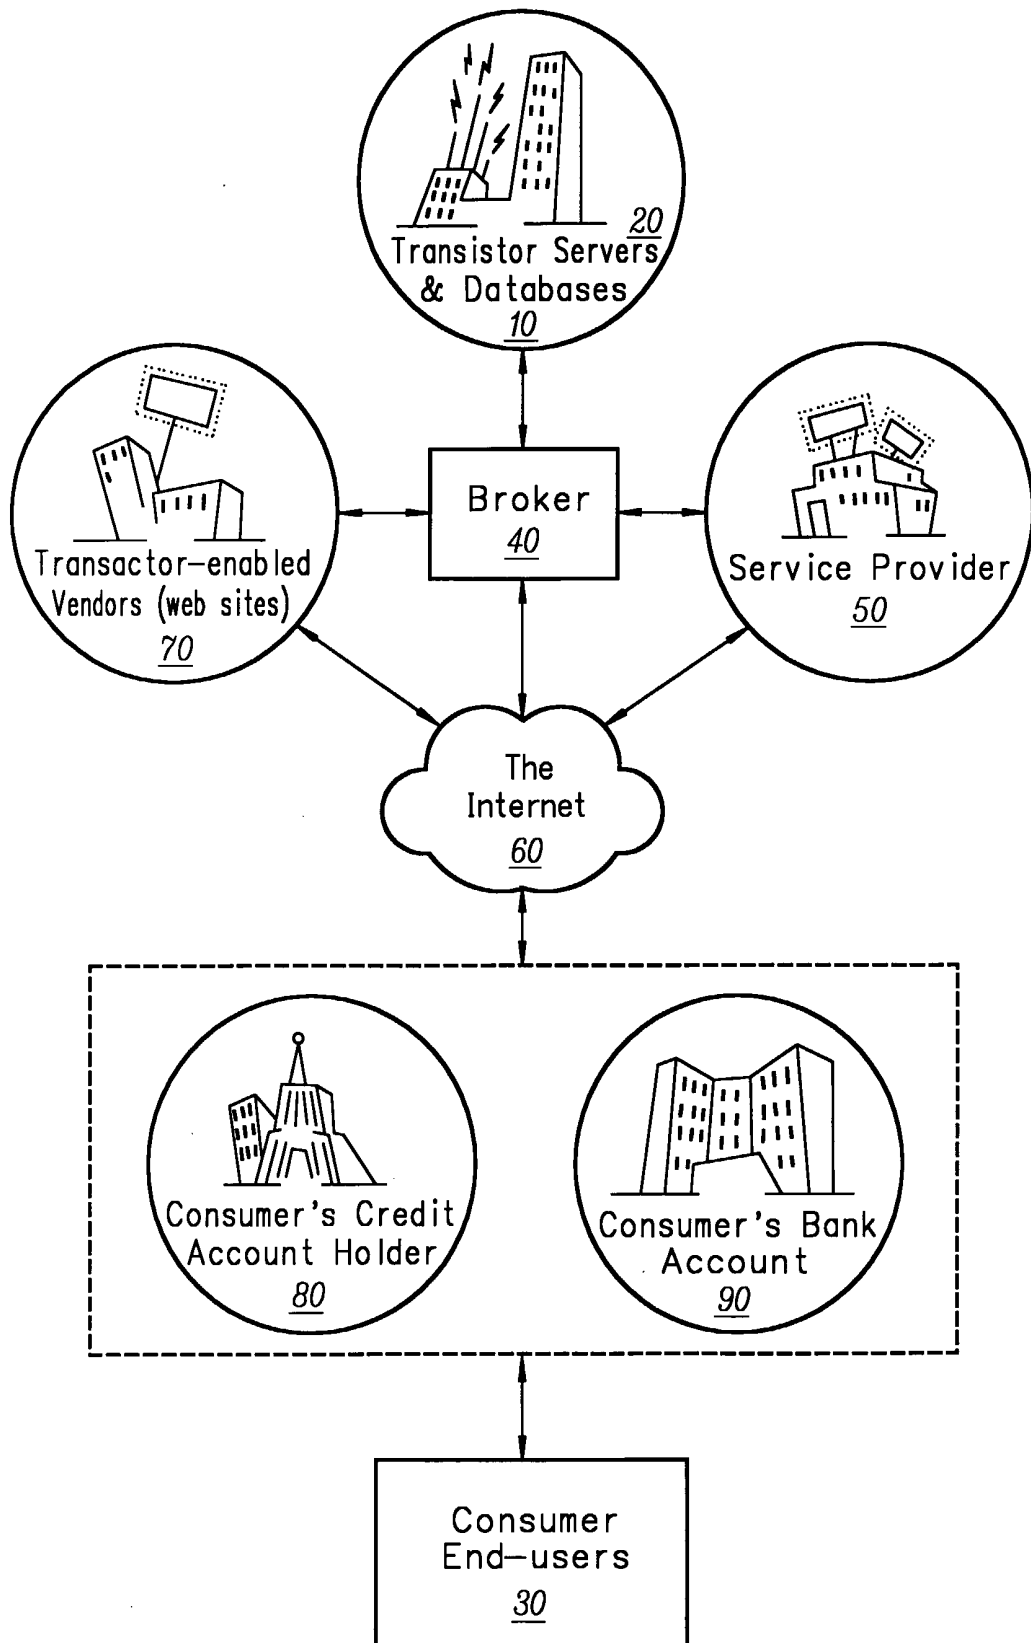 20
Transistor Servers
& Databases
10
Broker
40
Transactor-enabled
Vendors (web sites)
70
Service Provider
50
The
Internet
60
Consumer's Credit
Account Holder
80
Consumer's Bank
Account
90
Consumer
End-users
30